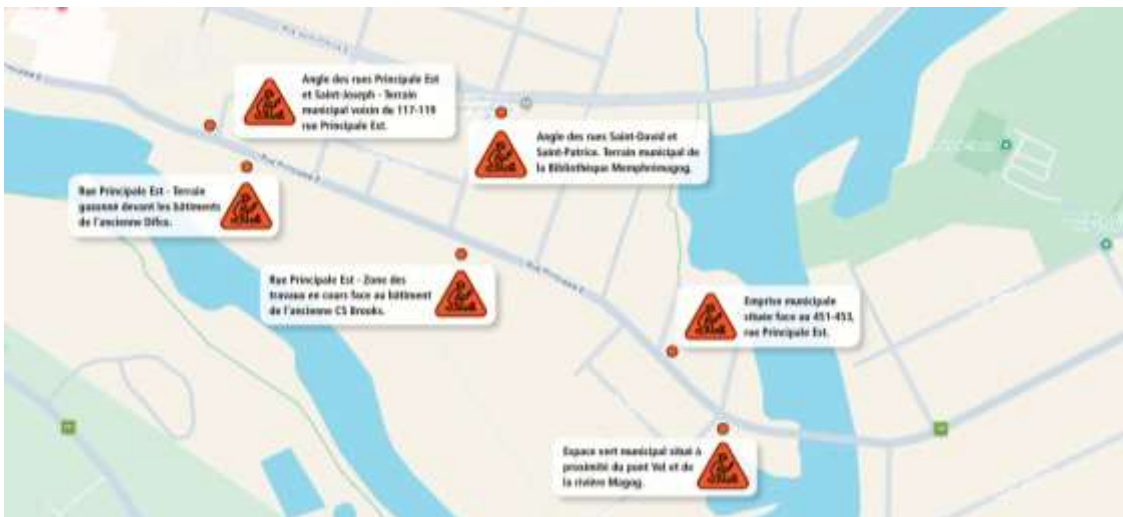 Angle des rues Principale Est
et Saint-Joseph - Terrain
municipal voisin du 117-119
rue Principale Est.
Angle des rues Saint-David et
Saint-Patrice. Terrain municipal de
la Bibliothèque Memphrémagog.
Rue Principale E
Rue Principale Est - Terrain
gazonné devant les bâtiments
de l'ancienne Difco.
Rue Principale Est - Zone des
travaux en cours face au bâtiment
de l'ancienne CS Brooks.
Rue Principale E
Emprise municipale
située face au 451-453,
rue Principale Est.
Espace vert municipal situé à
proximité du pont Vel et de
la rivière Magog.